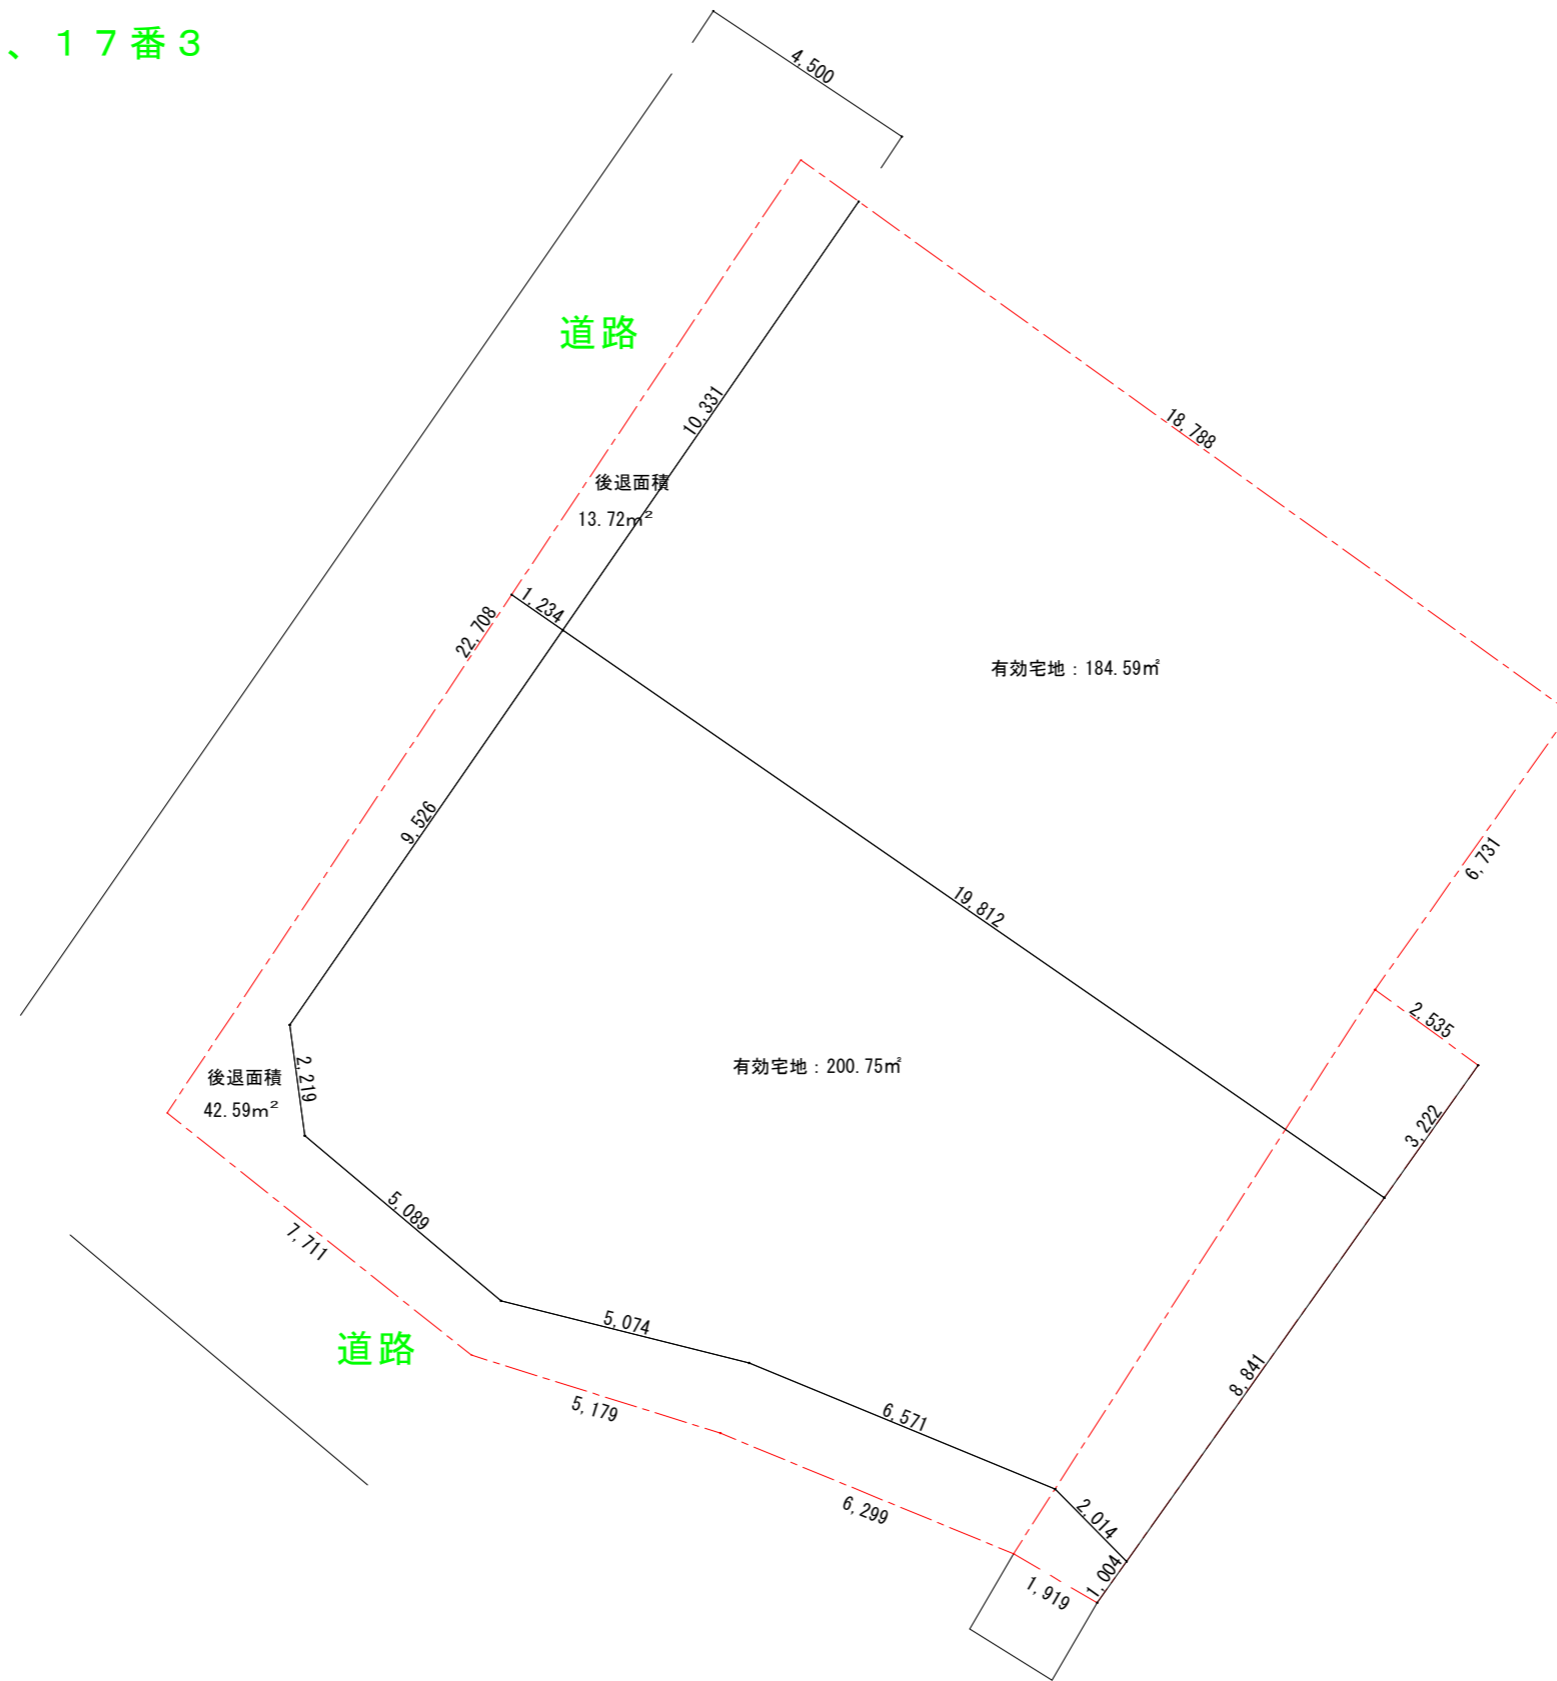 、１７番３
4,500
道路
10,331
18,788
後退面積
13.72m²
1,234
22,708
有効宅地：184.59㎡
9,526
6,731
19,812
2,535
2,219
有効宅地：200.75㎡
後退面積
42.59m²
3,222
5,089
7,711
5,074
道路
8,841
5,179
6,571
6,299
2,014
1,004
1,919